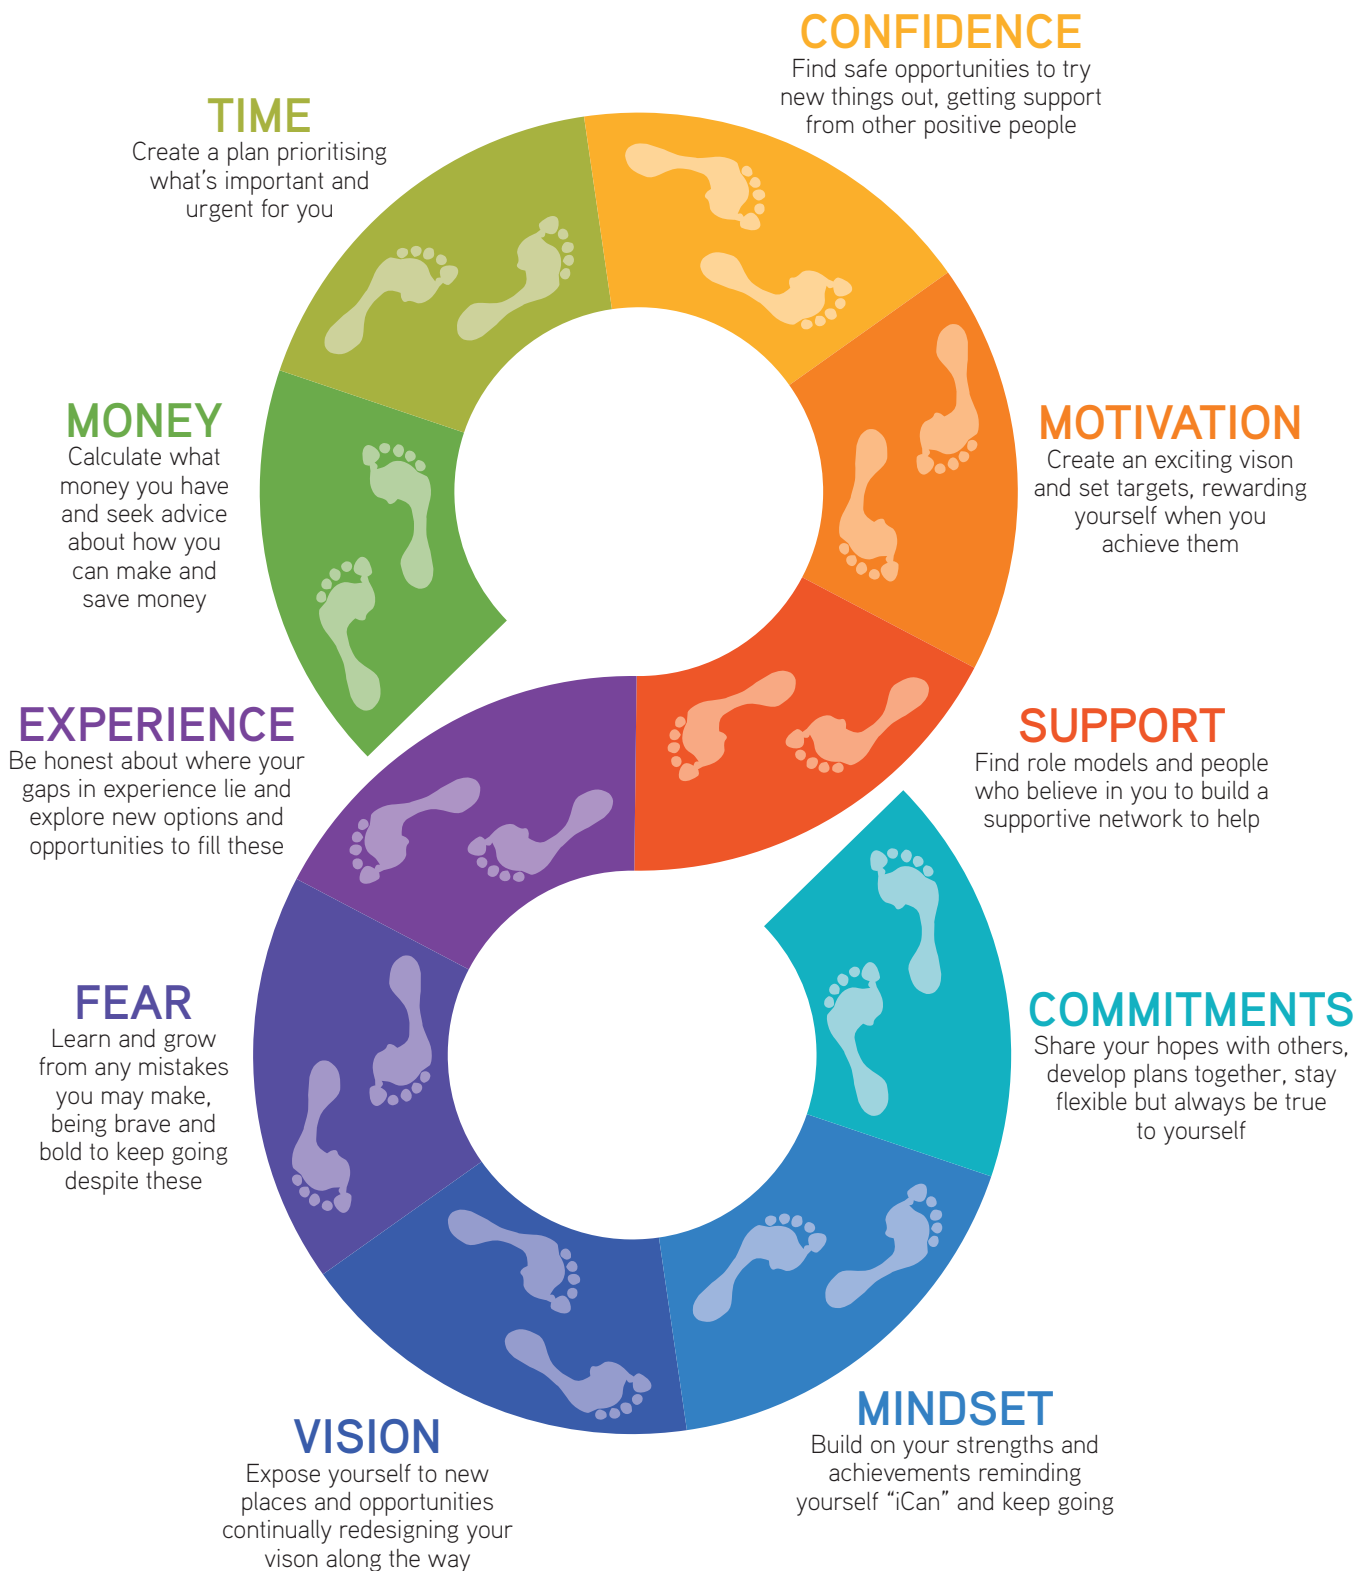 CONFIDENCE
Find safe opportunities to try
new things out, getting support
from other positive people
TIME
Create a plan prioritising
what's important and
urgent for you
MONEY
Calculate what
money you have
and seek advice
about how you
can make and
save money
MOTIVATION
Create an exciting vison
and set targets, rewarding
yourself when you
achieve them
EXPERIENCE
Be honest about where your
gaps in experience lie and
explore new options and
opportunities to fill these
SUPPORT
Find role models and people
who believe in you to build a
supportive network to help
FEAR
Learn and grow
from any mistakes
you may make,
being brave and
bold to keep going
despite these
COMMITMENTS
Share your hopes with others,
develop plans together, stay
flexible but always be true
to yourself
VISION
Expose yourself to new
places and opportunities
continually redesigning your
vison along the way
MINDSET
Build on your strengths and
achievements reminding
yourself “iCan” and keep going